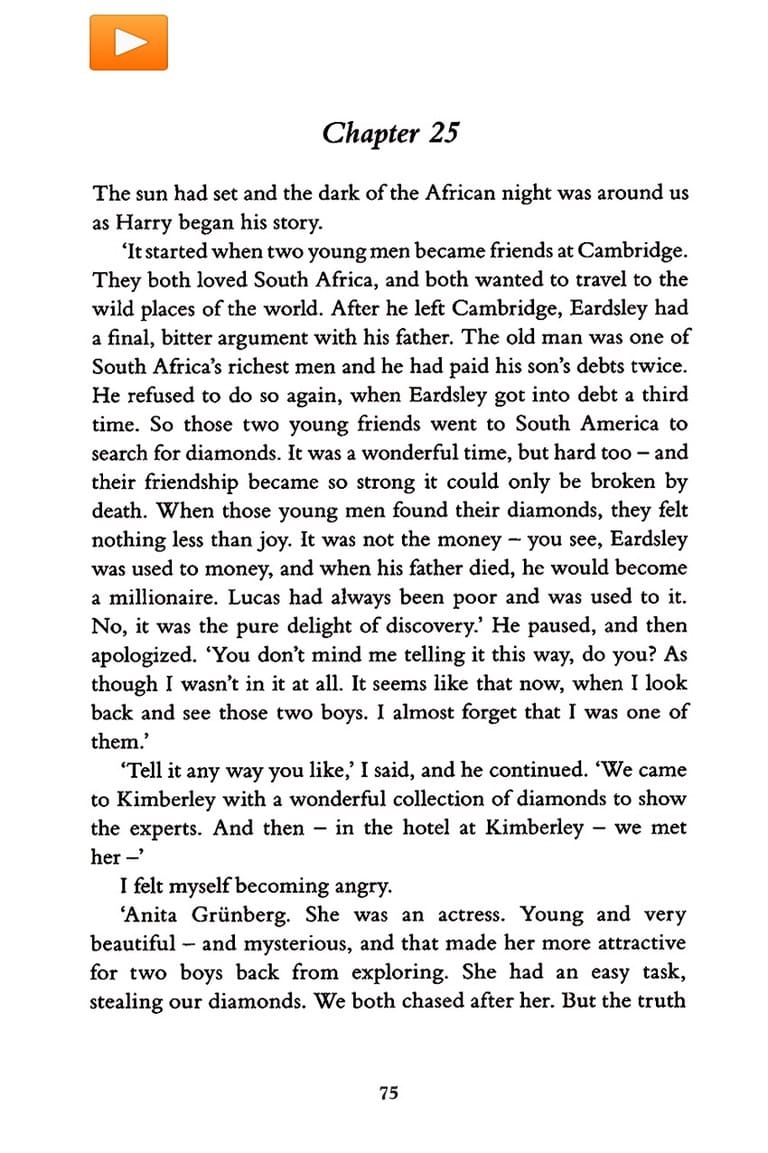 Chapter 25
The sun had set and the dark of the African night was around us
as Harry began his story.
‘It started when two young men became friends at Cambridge.
They both loved South Africa, and both wanted to travel to the
wild places of the world. After he left Cambridge, Eardsley had
a final, bitter argument with his father. The old man was one of
South Africa’s richest men and he had paid his son’s debts twice.
He refused to do so again, when Eardsley got into debt a third
time. So those two young friends went to South America to
search for diamonds. It was a wonderful time, but hard too – and
their friendship became so strong it could only be broken by
death. When those young men found their diamonds, they felt
nothing less than joy. It was not the money – you see, Eardsley
was used to money, and when his father died, he would become
a millionaire. Lucas had always been poor and was used to it.
No, it was the pure delight of discovery.’ He paused, and then
apologized. ‘You don’t mind me telling it this way, do you? As
though I wasn’t in it at all. It seems like that now, when I look
back and see those two boys. I almost forget that I was one of
them.’
‘Tell it any way you like,’ I said, and he continued. ‘We came
to Kimberley with a wonderful collection of diamonds to show
the experts. And then – in the hotel at Kimberley – we met
her –’
I felt myself becoming angry.
‘Anita Grünberg. She was an actress. Young and very
beautiful – and mysterious, and that made her more attractive
for two boys back from exploring. She had an easy task,
stealing our diamonds. We both chased after her. But the truth
75